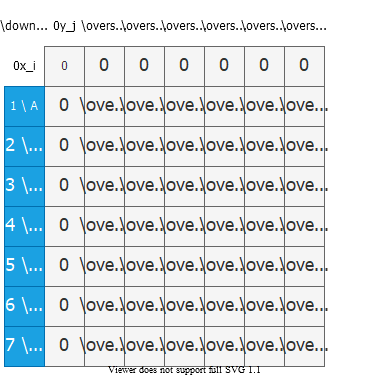 \down... 0y_j \overs... \overs... \overs... \overs... \overs... \overs...
0x_i 0 0 0 0 0 0 0
1 \ A 0 \ove... \ove... \ove... \ove... \ove... \ove...
2 \... 0 \ove... \ove... \ove... \ove... \ove... \ove...
3 \... 0 \ove... \ove... \ove... \ove... \ove... \ove...
4 \... 0 \ove... \ove... \ove... \ove... \ove... \ove...
5 \... 0 \ove... \ove... \ove... \ove... \ove... \ove...
6 \... 0 \ove... \ove... \ove... \ove... \ove... \ove...
7 \... 0 \ove... \ove... \ove... \ove... \ove... \ove...
Viewer does not support full SVG 1.1